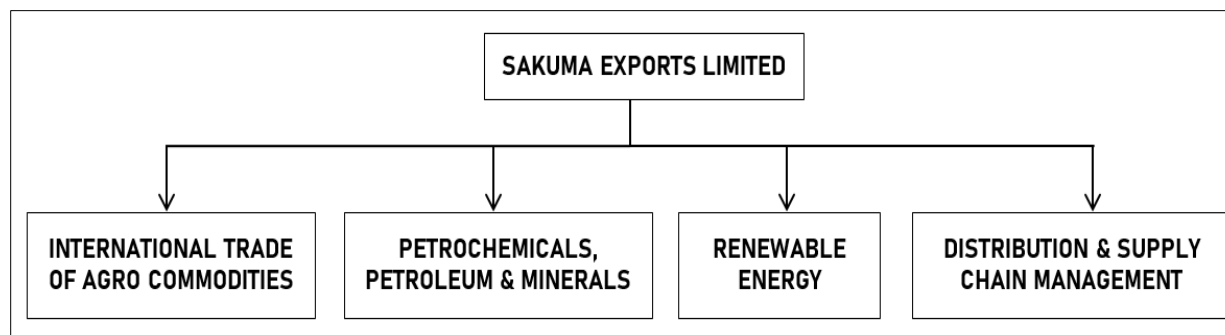 SAKUMA EXPORTS LIMITED
INTERNATIONAL TRADE
OF AGRO COMMODITIES
PETROCHEMICALS,
PETROLEUM & MINERALS
RENEWABLE
ENERGY
DISTRIBUTION & SUPPLY
CHAIN MANAGEMENT